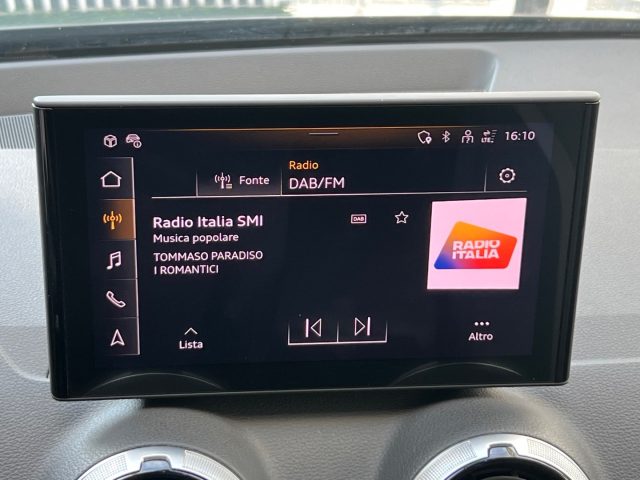 LTE 16:10
Fonte
Radio
DAB/FM
Radio Italia SMI
DAB
Musica popolare
TOMMASO PARADISO
I ROMANTICI
RADIO
ITALIA
Lista
Altro